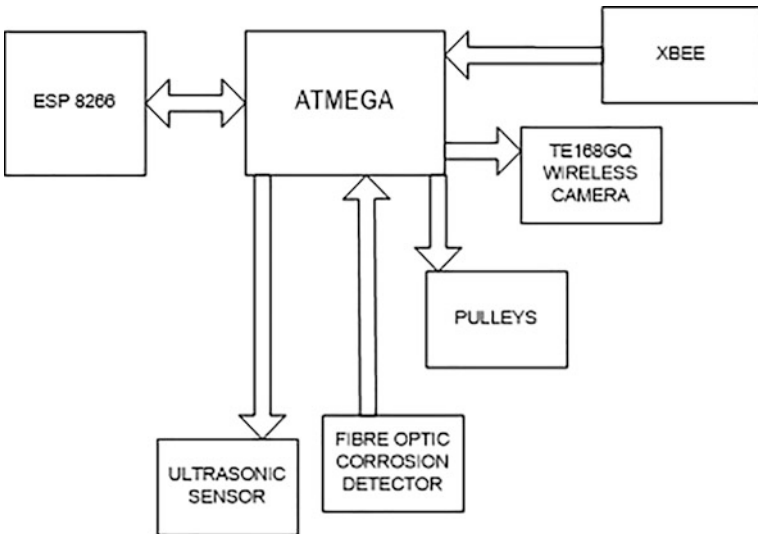 XBEE
ESP 8266
ATMEGA
TE168GQ
WIRELESS
CAMERA
PULLEYS
FIBRE OPTIC
CORROSION
DETECTOR
ULTRASONIC
SENSOR